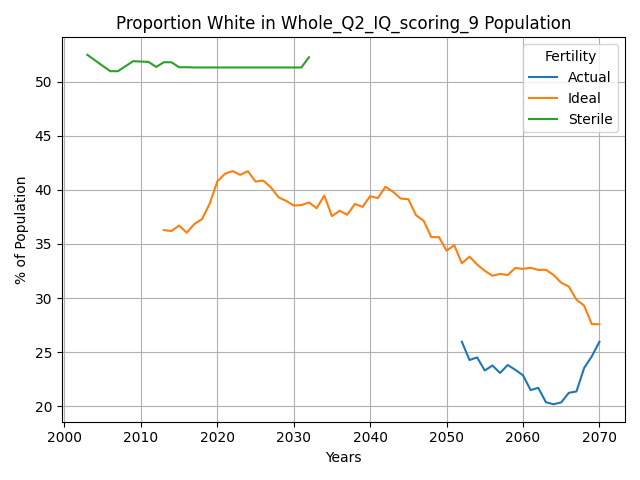 Proportion White in Whole_Q2_IQ_scoring_9 Population
Fertility
Actual
Ideal
Sterile
% of Population
50
45
40
35
30
25
20
2000 2010 2020 2030 2040 2050 2060 2070
Years